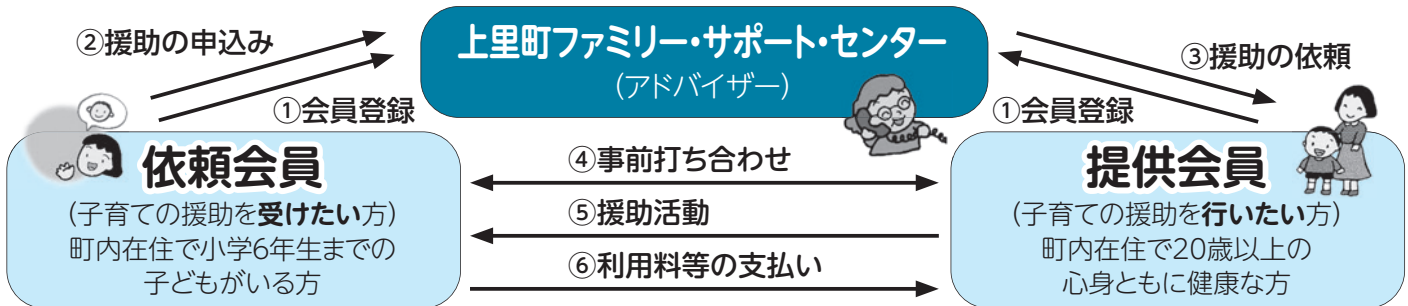 ②援助の申込み
上里町ファミリー・サポート・センター
(アドバイザー)
③援助の依頼
①会員登録
①会員登録
依頼会員
(子育ての援助を受けたい方)
町内在住で小学6年生までの
子どもがいる方
④事前打ち合わせ
⑤援助活動
⑥利用料等の支払い
提供会員
(子育ての援助を行いたい方)
町内在住で20歳以上の
心身ともに健康な方